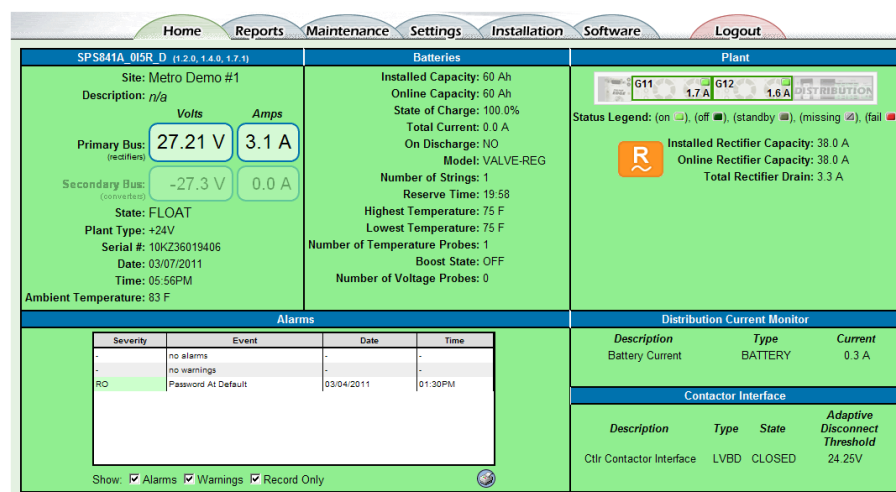 Home Reports Maintenance Settings Installation Software Logout
SPS841A_0I5R_D (1.2.0, 1.4.0, 1.7.1)
Site: Metro Demo #1
Description: n/a
Volts Amps
Primary Bus: 27.21 V 3.1 A
(rectifiers)
Secondary Bus: -27.3 V 0.0 A
(converters)
State: FLOAT
Plant Type: +24V
Serial #: 10KZ36019406
Date: 03/07/2011
Time: 05:56PM
Ambient Temperature: 83 F
Batteries
Installed Capacity: 60 Ah
Online Capacity: 60 Ah
State of Charge: 100.0%
Total Current: 0.0 A
On Discharge: NO
Model: VALVE-REG
Number of Strings: 1
Reserve Time: 19:58
Highest Temperature: 75 F
Lowest Temperature: 75 F
Number of Temperature Probes: 1
Boost State: OFF
Number of Voltage Probes: 0
Plant
G11 1.7 A G12 1.6 A DISTRIBUTION
Status Legend: (on ), (off ), (standby ), (missing ), (fail
R
Installed Rectifier Capacity: 38.0 A
Online Rectifier Capacity: 38.0 A
Total Rectifier Drain: 3.3 A
Alarms
Severity Event Date Time
- no alarms - -
- no warnings - -
RO Password At Default 03/04/2011 01:30PM
Show: Alarms Warnings Record Only
Distribution Current Monitor
Description Type Current
Battery Current BATTERY 0.3 A
Contactor Interface
Description Type State Adaptive Disconnect Threshold
Ctlr Contactor Interface LVBD CLOSED 24.25V